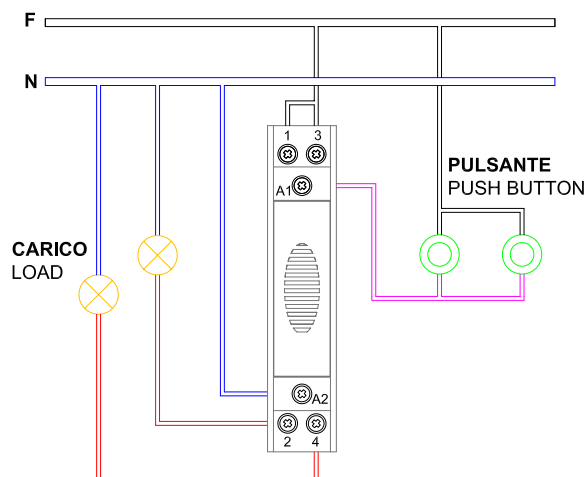 F
N
1 3
A1
PULSANTE
PUSH BUTTON
CARICO
LOAD
A2
2 4